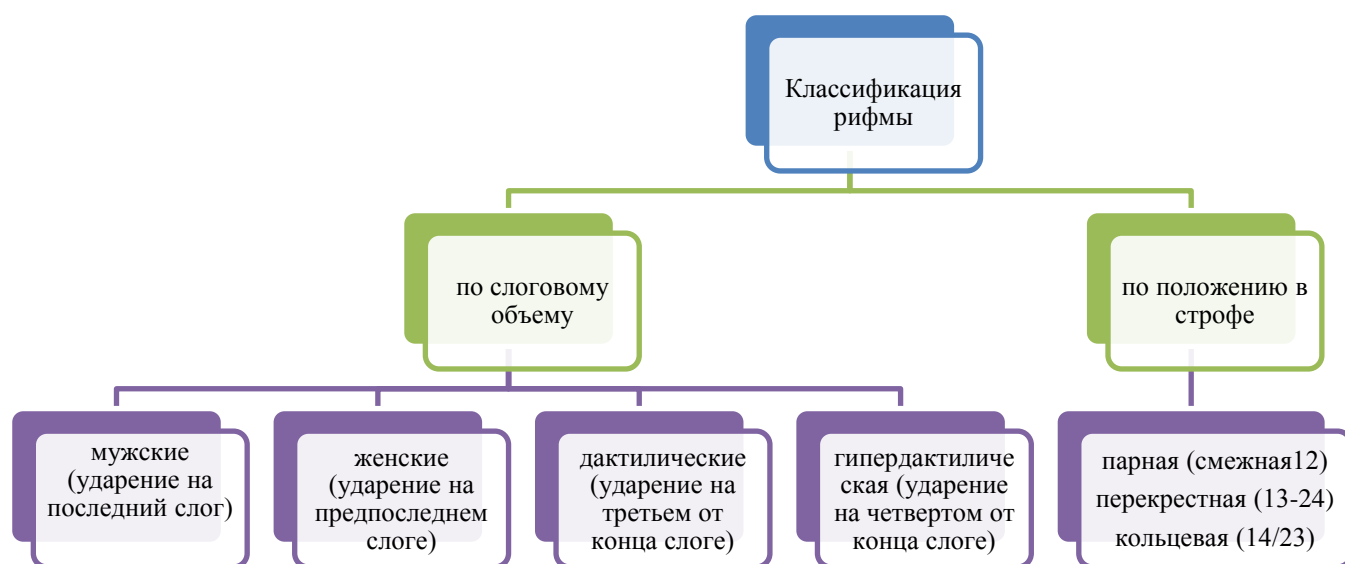 Классификация
рифмы
по слоговому
объему
по положению в
строфе
мужские
(ударение на
последний слог)
женские
(ударение на
предпоследнем
слоге)
дактилические
(ударение на
третьем от
конца слоге)
гипердактиличе
ская (ударение
на четвертом от
конца слоге)
парная (смежная12)
перекрестная (13-24)
кольцевая (14/23)